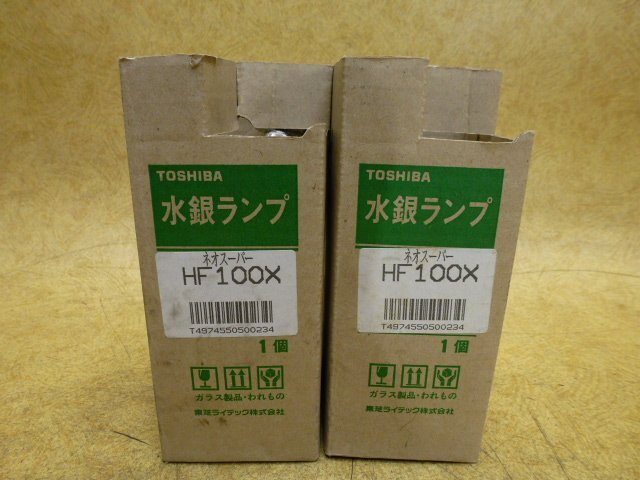 TOSHIBA
水銀ランプ
ネオスーパー
HF100X
T4974550500234
1個
ガラス製品・われもの
東芝ライテック株式会社
TOSHIBA
水銀ランプ
ネオスーパー
HF100X
T4974550500234
1個
ガラス製品・われもの
東芝ライテック株式会社